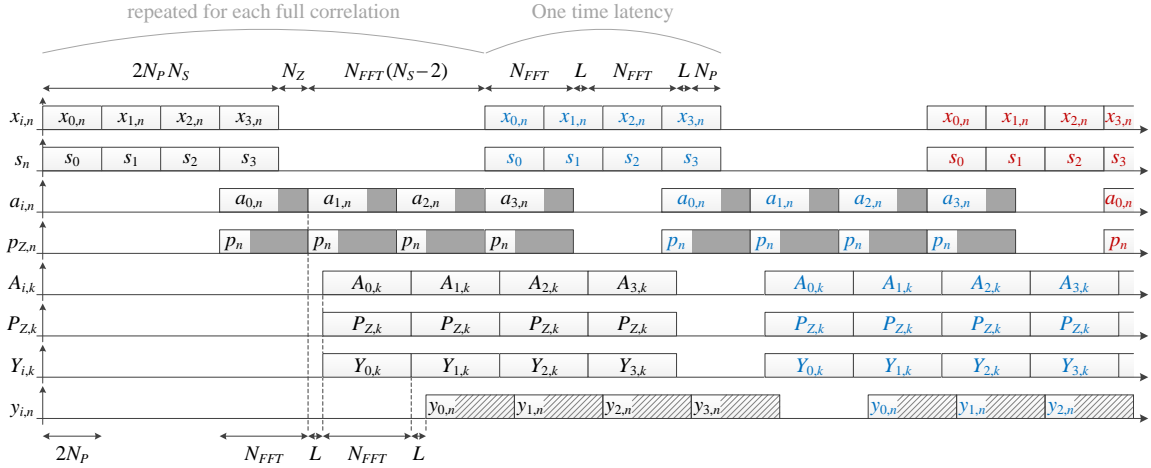 repeated for each full correlation One time latency
2N_P N_S N_Z N_FFT(N_S−2) N_FFT L N_FFT L N_P
x_i,n x_0,n x_1,n x_2,n x_3,n x_0,n x_1,n x_2,n x_3,n x_0,n x_1,n x_2,n x_3,n
s_n s_0 s_1 s_2 s_3 s_0 s_1 s_2 s_3 s_0 s_1 s_2 s_3
a_i,n a_0,n a_1,n a_2,n a_3,n a_0,n a_1,n a_2,n a_3,n a_0,n
p_Z,n p_n p_n p_n p_n p_n p_n p_n p_n p_n
A_i,k A_0,k A_1,k A_2,k A_3,k A_0,k A_1,k A_2,k A_3,k
P_Z,k P_Z,k P_Z,k P_Z,k P_Z,k P_Z,k P_Z,k P_Z,k P_Z,k
Y_i,k Y_0,k Y_1,k Y_2,k Y_3,k Y_0,k Y_1,k Y_2,k Y_3,k
y_i,n y_0,n y_1,n y_2,n y_3,n y_0,n y_1,n y_2,n
2N_P N_FFT L N_FFT L